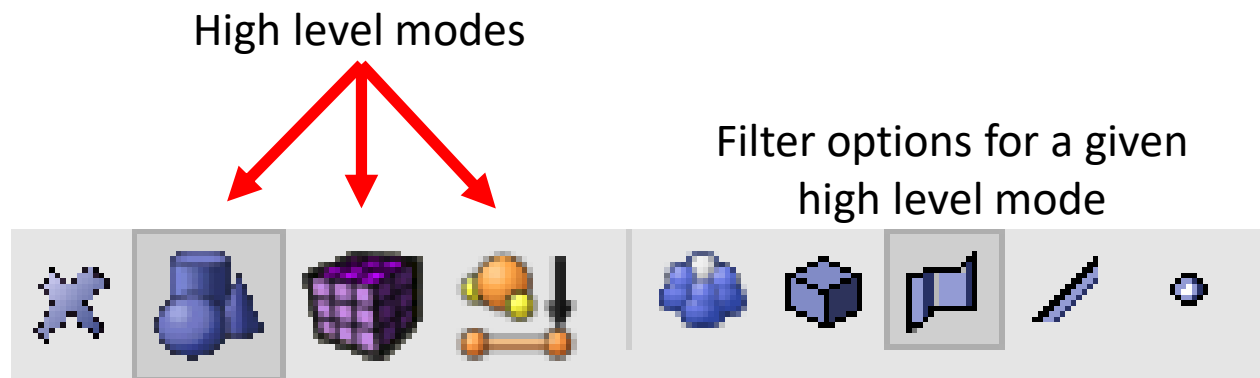 High level modes
Filter options for a given
high level mode